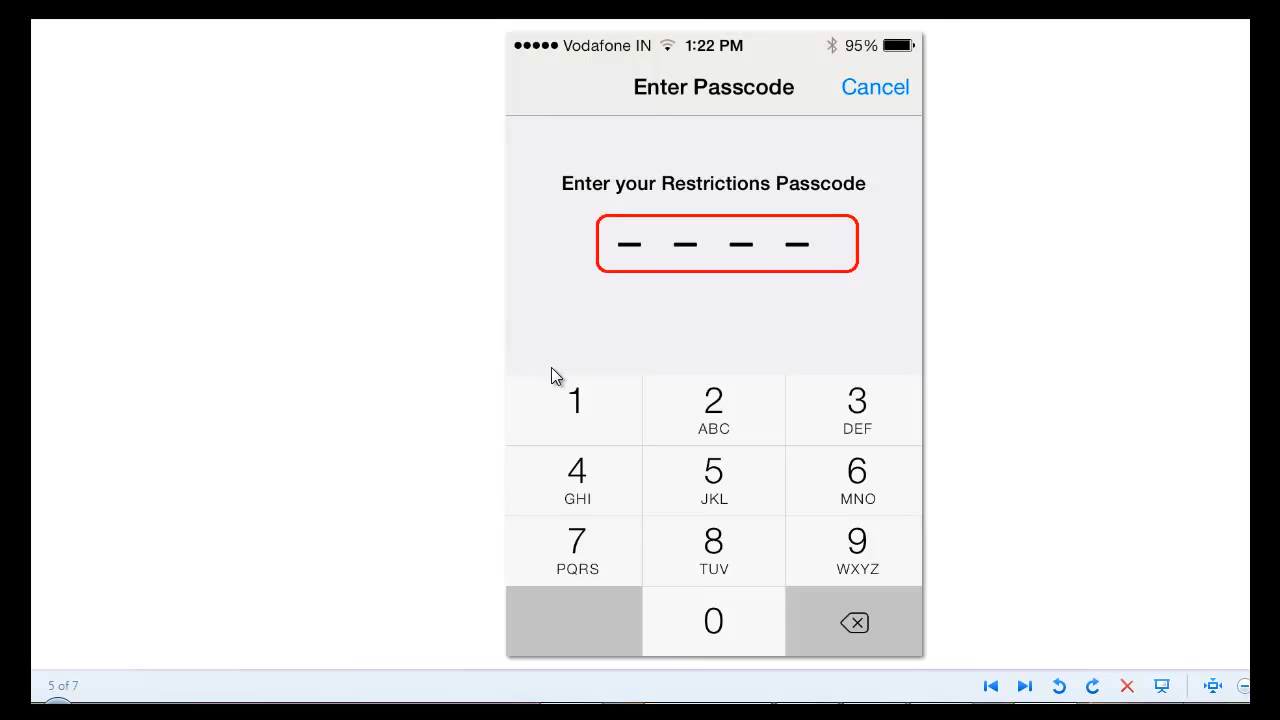 Vodafone IN 1:22 PM 95%
Enter Passcode Cancel
Enter your Restrictions Passcode
1 2 3
ABC DEF
4 5 6
GHI JKL MNO
7 8 9
PQRS TUV WXYZ
0
5 of 7